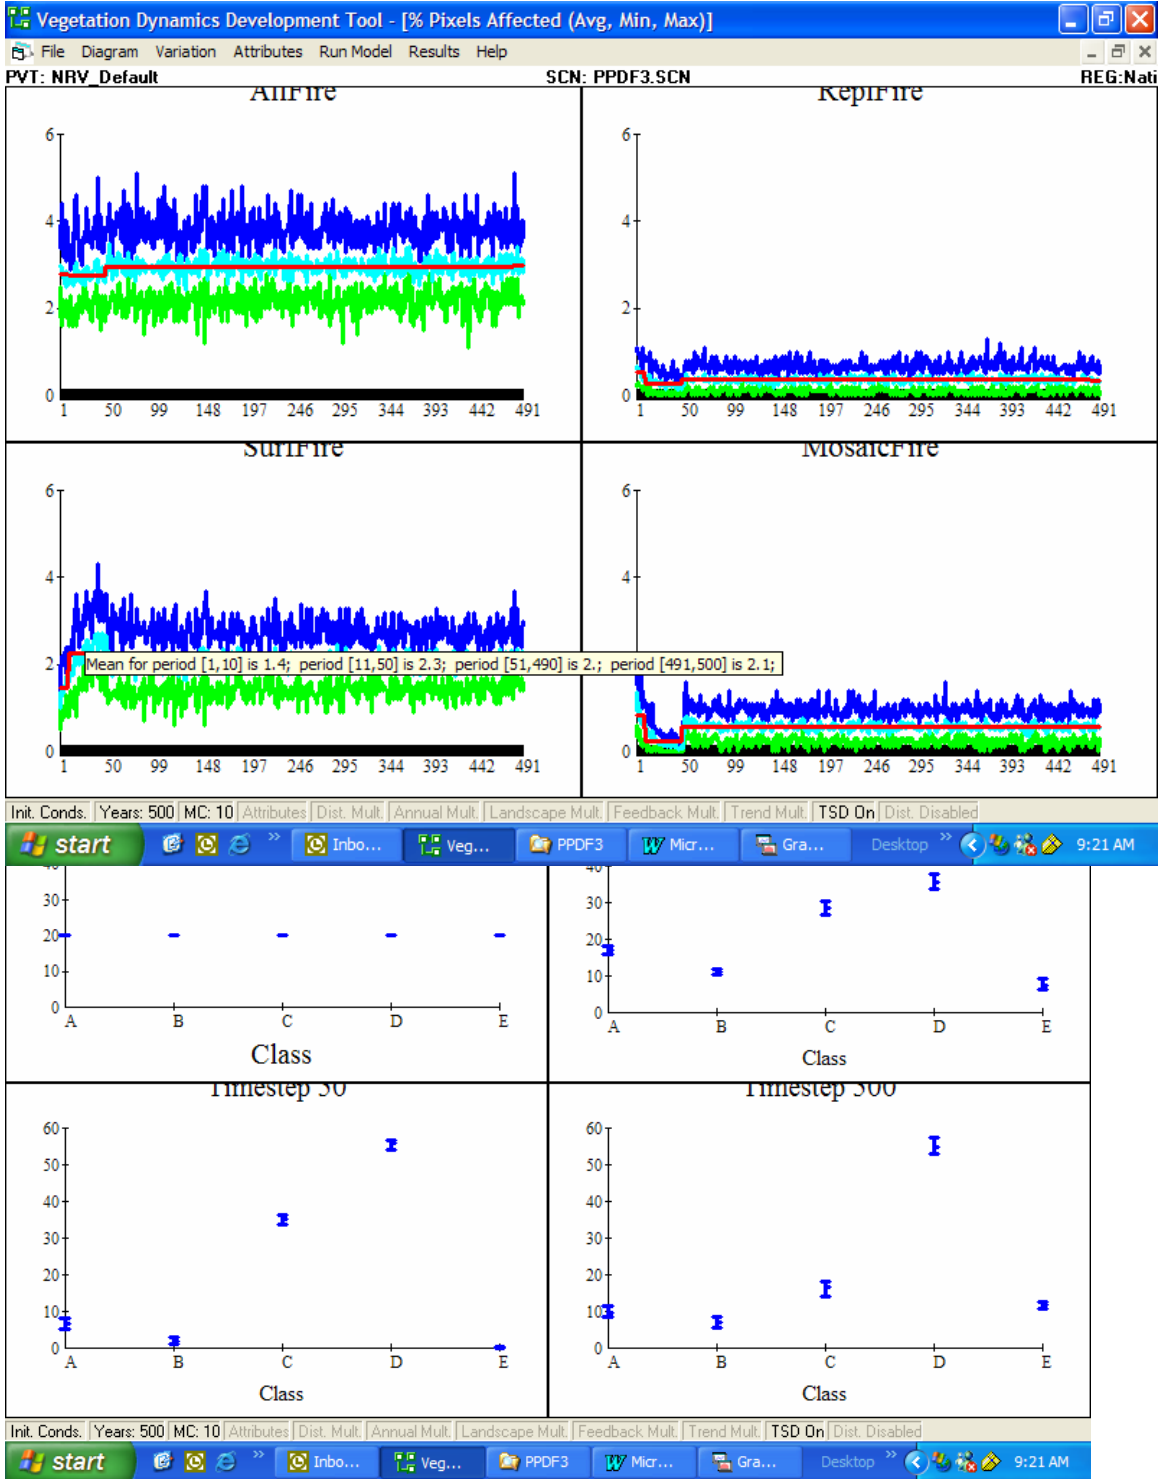 Vegetation Dynamics Development Tool - [% Pixels Affected (Avg, Min, Max)]
File Diagram Variation Attributes Run Model Results Help
PVT: NRV_Default SCN: PPDF3.SCN REG:Nati
AllFire ReplFire
6 6
4 4
2 2
0 0
1 50 99 148 197 246 295 344 393 442 491 1 50 99 148 197 246 295 344 393 442 491
SurfFire MosaicFire
6 6
4 4
2
Mean for period [1,10] is 1.4; period [11,50] is 2.3; period [51,490] is 2.; period [491,500] is 2.1;
0 0
1 50 99 148 197 246 295 344 393 442 491 1 50 99 148 197 246 295 344 393 442 491
Init. Conds. Years: 500 MC: 10 Attributes Dist. Mult. Annual Mult. Landscape Mult. Feedback Mult. Trend Mult. TSD On Dist. Disabled
start Inbo... Veg... PPDF3 Micr... Gra... Desktop 9:21 AM
40 40
30 30
20 20
10 10
0 0
A B C D E A B C D E
Class Class
Timestep 50 Timestep 500
60 60
50 50
40 40
30 30
20 20
10 10
0 0
A B C D E A B C D E
Class Class
Init. Conds. Years: 500 MC: 10 Attributes Dist. Mult. Annual Mult. Landscape Mult. Feedback Mult. Trend Mult. TSD On Dist. Disabled
start Inbo... Veg... PPDF3 Micr... Gra... Desktop 9:21 AM